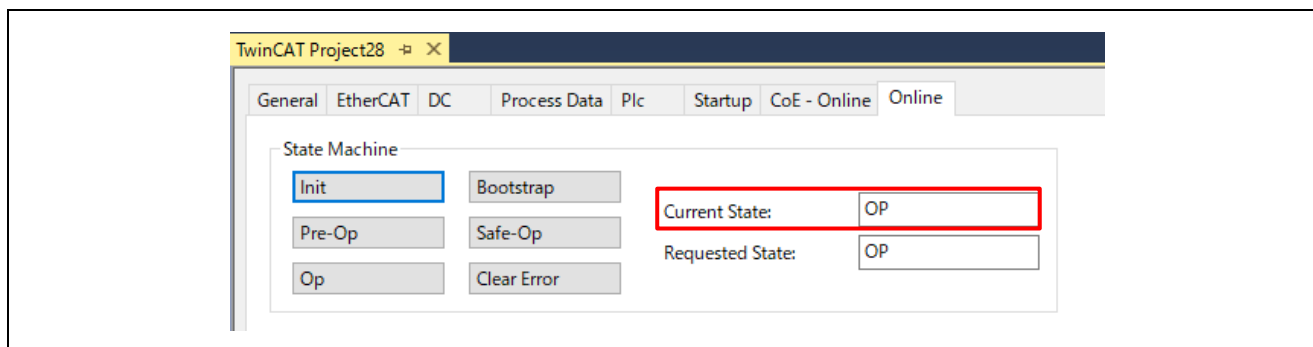 TwinCAT Project28
General EtherCAT DC Process Data Plc Startup CoE - Online Online
State Machine
Init Bootstrap
Current State: OP
Pre-Op Safe-Op
Requested State: OP
Op Clear Error